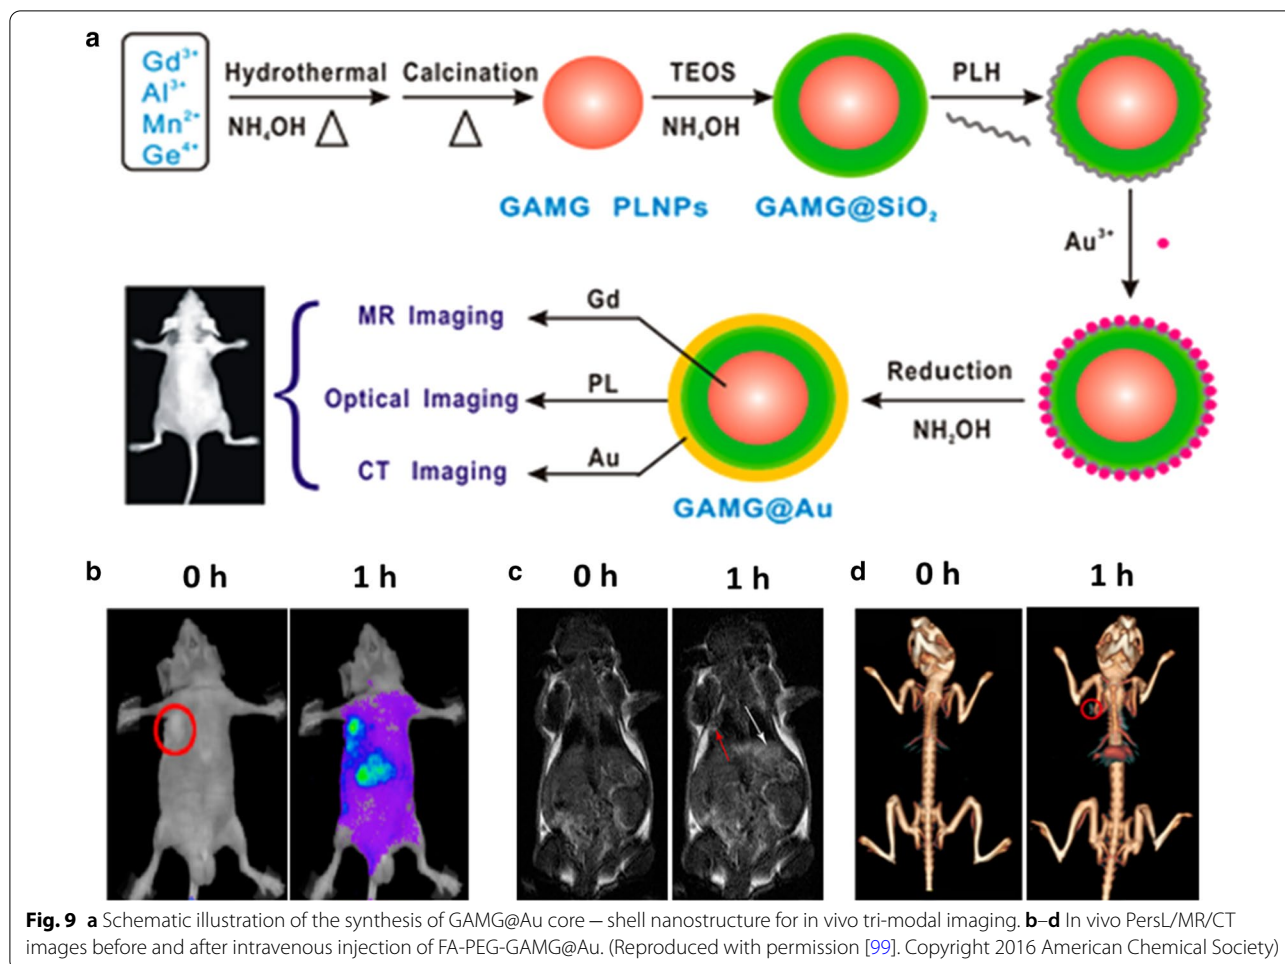 a
Gd³⁺
Al³⁺
Mn²⁺
Ge⁴⁺
Hydrothermal
NH₄OH
Calcination
TEOS
NH₄OH
PLH
GAMG PLNPs
GAMG@SiO₂
Au³⁺
Reduction
NH₂OH
Gd
PL
Au
MR Imaging
Optical Imaging
CT Imaging
GAMG@Au
b
0 h
1 h
c
0 h
1 h
d
0 h
1 h
Fig. 9 a Schematic illustration of the synthesis of GAMG@Au core – shell nanostructure for in vivo tri-modal imaging. b–d In vivo PersL/MR/CT
images before and after intravenous injection of FA-PEG-GAMG@Au. (Reproduced with permission [99]. Copyright 2016 American Chemical Society)